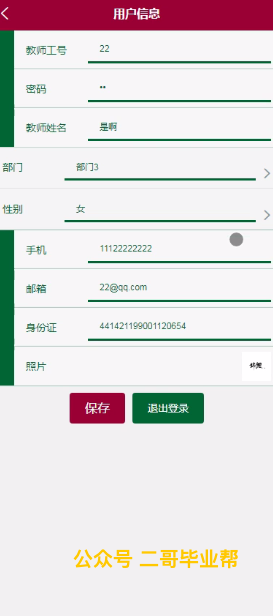 用户信息
教师工号 22
密码 ••
教师姓名 是啊
部门 部门3
性别 女
手机 11122222222
邮箱 22@qq.com
身份证 441421199001120654
照片
保存 退出登录
公众号 二哥毕业帮